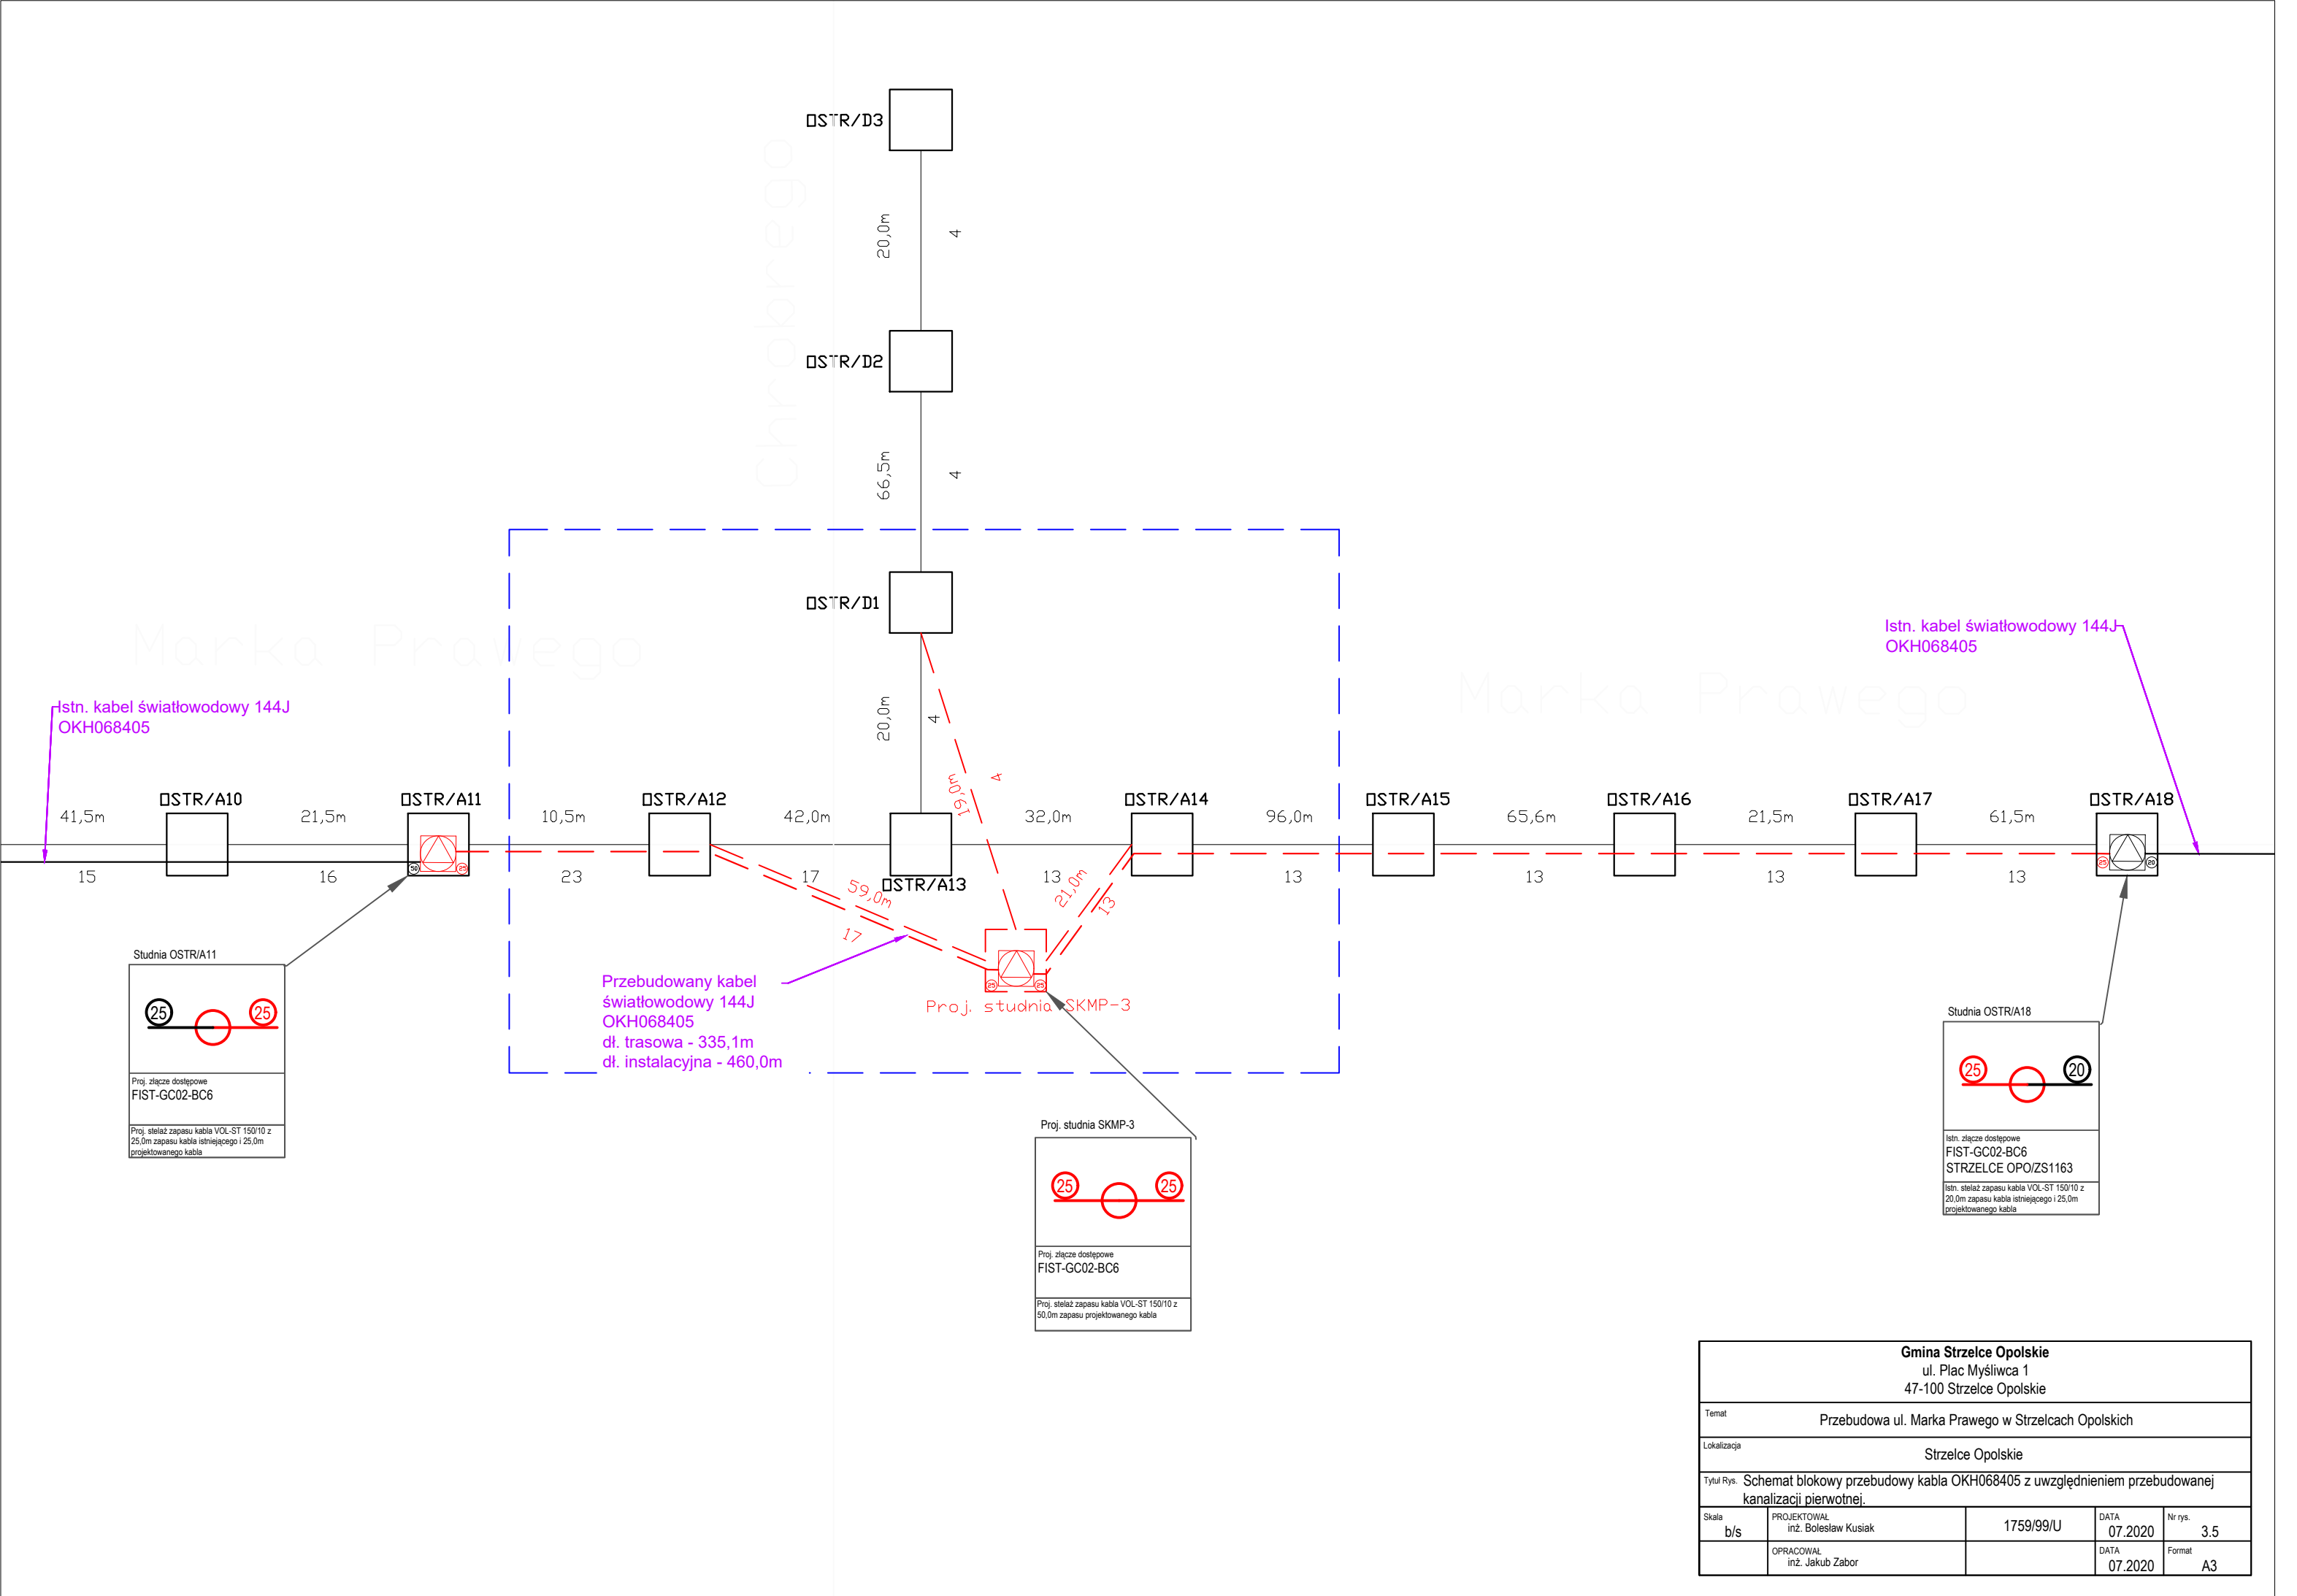 Chrobrego
OSTR/D3
20,0m
4
OSTR/D2
66,5m
4
OSTR/D1
20,0m
4
19,0m
4
Marka Prawego
Marka Prawego
Istn. kabel światłowodowy 144J
OKH068405
Istn. kabel światłowodowy 144J
OKH068405
41,5m
OSTR/A10
21,5m
OSTR/A11
10,5m
OSTR/A12
42,0m
32,0m
OSTR/A14
96,0m
OSTR/A15
65,6m
OSTR/A16
21,5m
OSTR/A17
61,5m
OSTR/A18
50
25
25
20
15
16
23
17
OSTR/A13
13
13
13
13
13
59,0m
17
21,0m
13
25
25
Proj. studnia SKMP-3
Przebudowany kabel
światłowodowy 144J
OKH068405
dł. trasowa - 335,1m
dł. instalacyjna - 460,0m
Studnia OSTR/A11
25
25
Proj. złącze dostępowe
FIST-GC02-BC6
Proj. stelaż zapasu kabla VOL-ST 150/10 z
25,0m zapasu kabla istniejącego i 25,0m
projektowanego kabla
Proj. studnia SKMP-3
25
25
Proj. złącze dostępowe
FIST-GC02-BC6
Proj. stelaż zapasu kabla VOL-ST 150/10 z
50,0m zapasu projektowanego kabla
Studnia OSTR/A18
25
20
Istn. złącze dostępowe
FIST-GC02-BC6
STRZELCE OPO/ZS1163
Istn. stelaż zapasu kabla VOL-ST 150/10 z
20,0m zapasu kabla istniejącego i 25,0m
projektowanego kabla
Gmina Strzelce Opolskie
ul. Plac Myśliwca 1
47-100 Strzelce Opolskie
Temat
Przebudowa ul. Marka Prawego w Strzelcach Opolskich
Lokalizacja
Strzelce Opolskie
Tytuł Rys. Schemat blokowy przebudowy kabla OKH068405 z uwzględnieniem przebudowanej
kanalizacji pierwotnej.
Skala
b/s
PROJEKTOWAŁ
inż. Bolesław Kusiak
1759/99/U
DATA
07.2020
Nr rys.
3.5
OPRACOWAŁ
inż. Jakub Zabor
DATA
07.2020
Format
A3